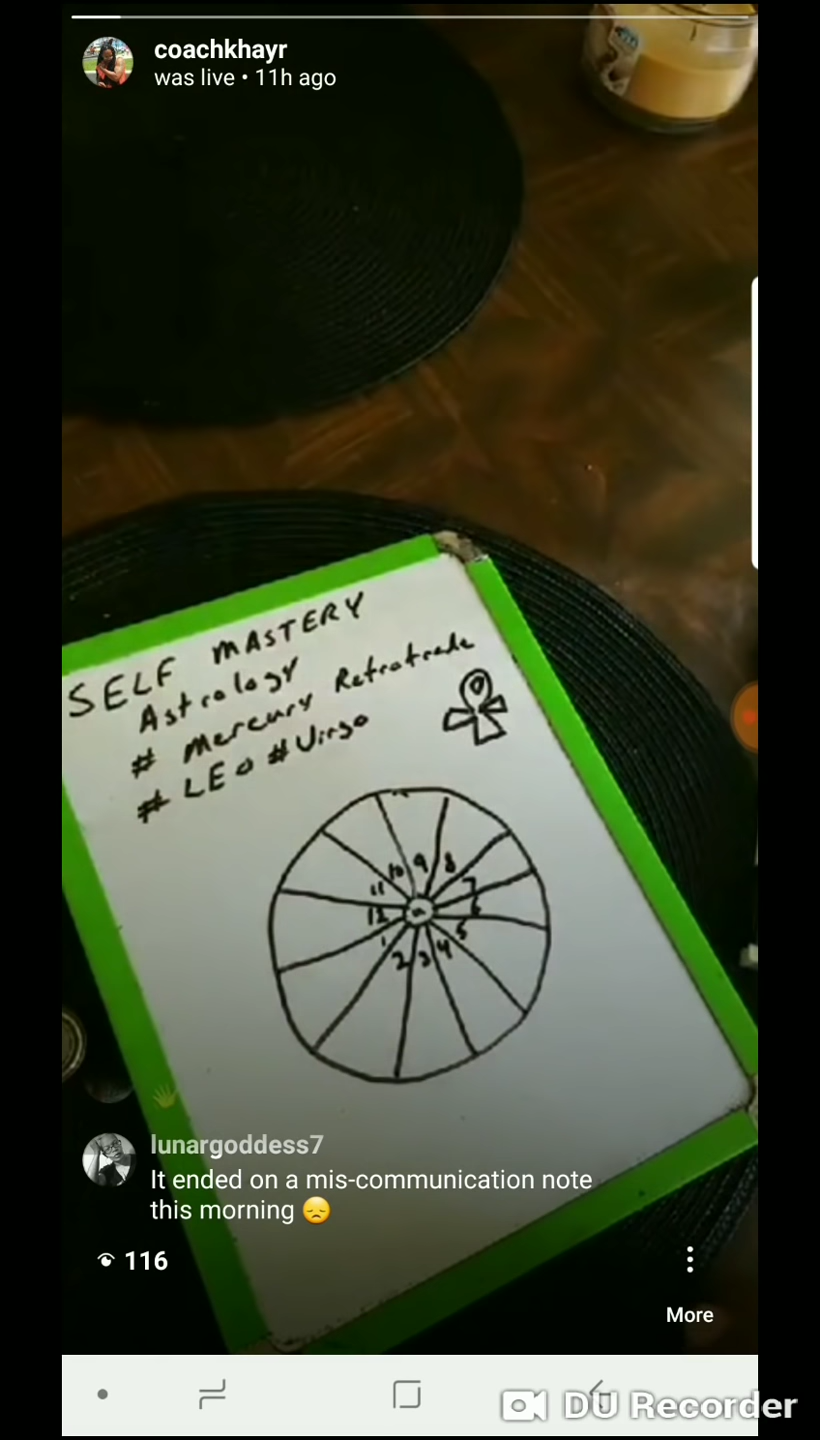 coachkhayr
was live • 11h ago
SELF MASTERY
Astrology
# Mercury Retrotrade
# LEO # Virgo
10 9 8
11 7
12 6
1 5
2 3 4
lunargoddess7
It ended on a mis-communication note
this morning 😞
116
More
DU Recorder